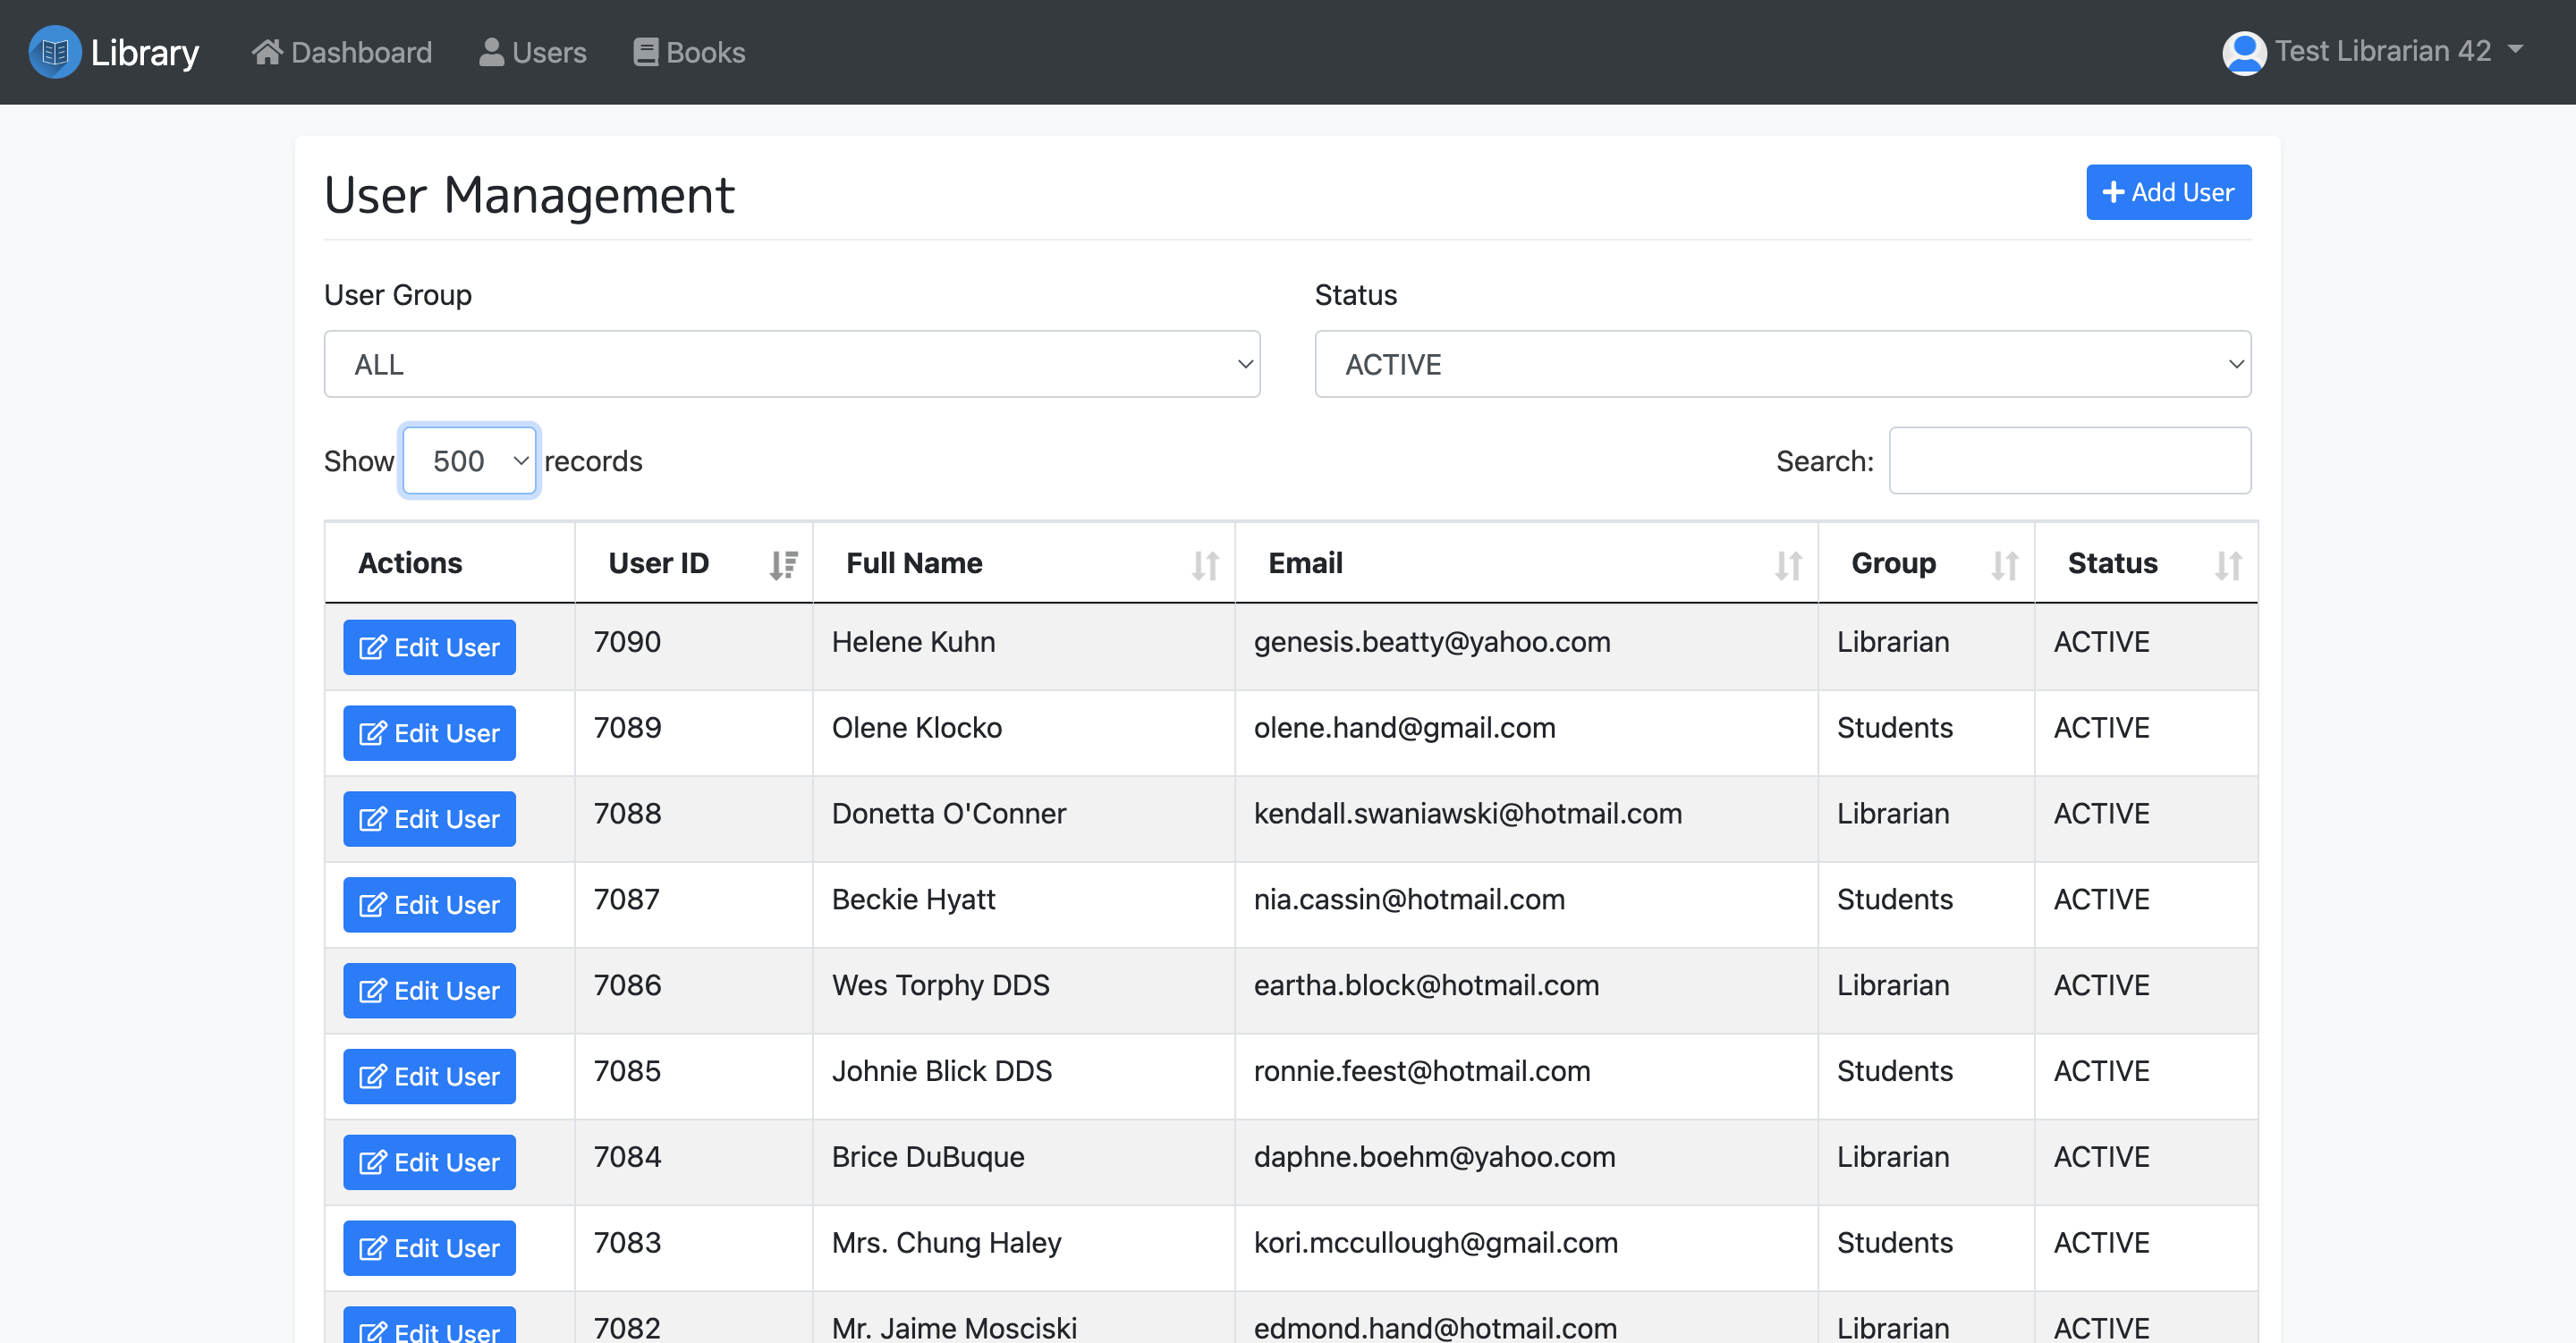 Library Dashboard Users Books Test Librarian 42
User Management Add User
User Group Status
ALL ACTIVE
Show 500 records Search:
Actions User ID Full Name Email Group Status
Edit User 7090 Helene Kuhn genesis.beatty@yahoo.com Librarian ACTIVE
Edit User 7089 Olene Klocko olene.hand@gmail.com Students ACTIVE
Edit User 7088 Donetta O'Conner kendall.swaniawski@hotmail.com Librarian ACTIVE
Edit User 7087 Beckie Hyatt nia.cassin@hotmail.com Students ACTIVE
Edit User 7086 Wes Torphy DDS eartha.block@hotmail.com Librarian ACTIVE
Edit User 7085 Johnie Blick DDS ronnie.feest@hotmail.com Students ACTIVE
Edit User 7084 Brice DuBuque daphne.boehm@yahoo.com Librarian ACTIVE
Edit User 7083 Mrs. Chung Haley kori.mccullough@gmail.com Students ACTIVE
Edit User 7082 Mr. Jaime Mosciski edmond.hand@hotmail.com Librarian ACTIVE